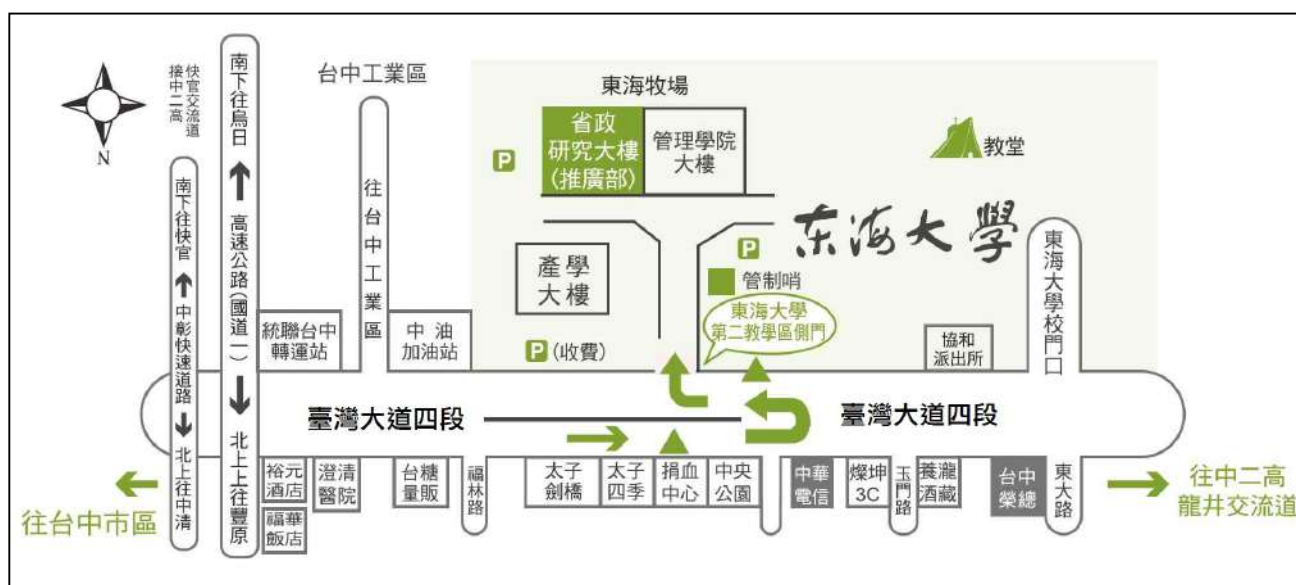 N
快官交流道
接中二高
南下往快官
中彰快速道路
北上往中清
南下往烏日
高速公路(國道一)
北上上往豐原
台中工業區
往台中工業區
東海牧場
省政
研究大樓
(推廣部)
管理學院
大樓
P
教堂
东海大學
產學
大樓
P
管制哨
東海大學
第二教學區側門
P(收費)
東海大學校門口
統聯台中
轉運站
中油
加油站
協和
派出所
臺灣大道四段
臺灣大道四段
往台中市區
裕元
酒店
福華
飯店
澄清
醫院
台糖
量販
福林路
太子
劍橋
太子
四季
捐血
中心
中央
公園
中華
電信
燦坤
3C
玉門路
養瀧
酒藏
台中
榮總
東大路
往中二高
龍井交流道